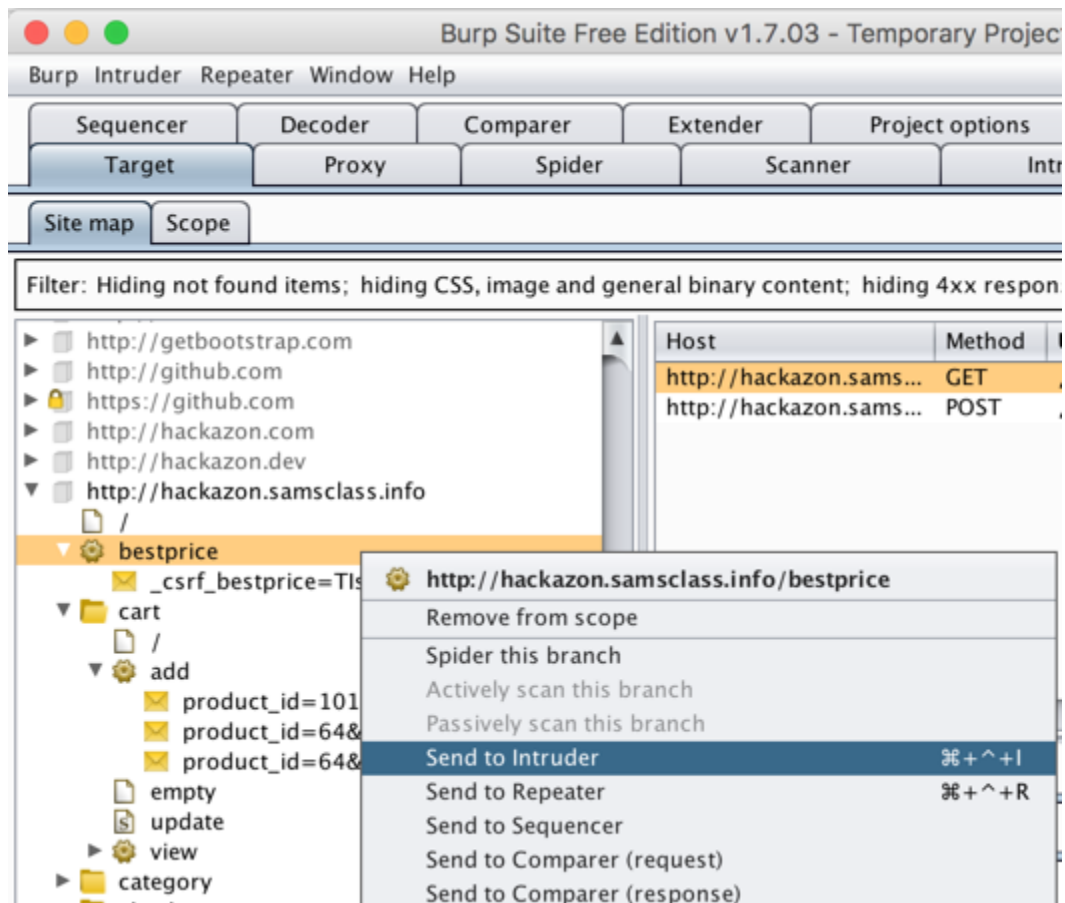 Burp Suite Free Edition v1.7.03 - Temporary Projec
Burp Intruder Repeater Window Help
Sequencer Decoder Comparer Extender Project options
Target Proxy Spider Scanner Intr
Site map Scope
Filter: Hiding not found items; hiding CSS, image and general binary content; hiding 4xx respon
http://getbootstrap.com
http://github.com
https://github.com
http://hackazon.com
http://hackazon.dev
http://hackazon.samsclass.info
/
bestprice
_csrf_bestprice=TIs
cart
/
add
product_id=101
product_id=64&
product_id=64&
empty
update
view
category
Host Method
http://hackazon.sams... GET
http://hackazon.sams... POST
http://hackazon.samsclass.info/bestprice
Remove from scope
Spider this branch
Actively scan this branch
Passively scan this branch
Send to Intruder ⌘+^+I
Send to Repeater ⌘+^+R
Send to Sequencer
Send to Comparer (request)
Send to Comparer (response)